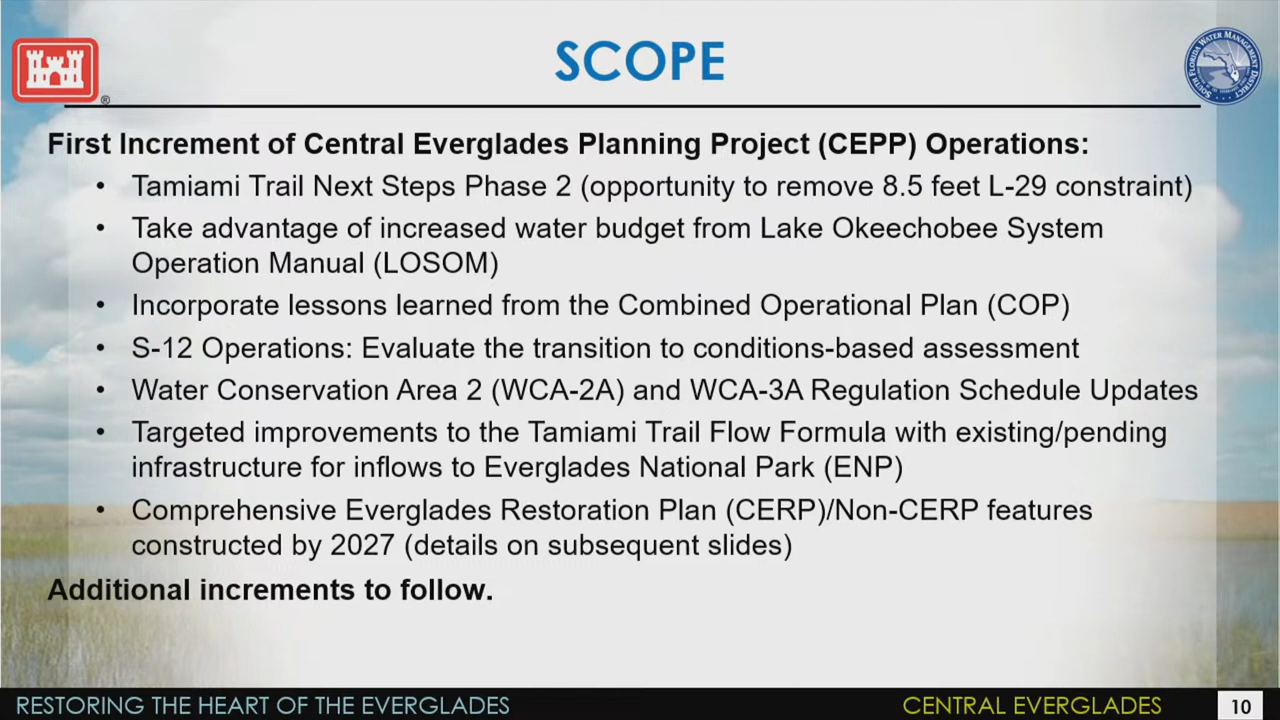 SCOPE
First Increment of Central Everglades Planning Project (CEPP) Operations:
• Tamiami Trail Next Steps Phase 2 (opportunity to remove 8.5 feet L-29 constraint)
• Take advantage of increased water budget from Lake Okeechobee System
Operation Manual (LOSOM)
• Incorporate lessons learned from the Combined Operational Plan (COP)
• S-12 Operations: Evaluate the transition to conditions-based assessment
• Water Conservation Area 2 (WCA-2A) and WCA-3A Regulation Schedule Updates
• Targeted improvements to the Tamiami Trail Flow Formula with existing/pending
infrastructure for inflows to Everglades National Park (ENP)
• Comprehensive Everglades Restoration Plan (CERP)/Non-CERP features
constructed by 2027 (details on subsequent slides)
Additional increments to follow.
®
SOUTH FLORIDA WATER MANAGEMENT DISTRICT
RESTORING THE HEART OF THE EVERGLADES
CENTRAL EVERGLADES
10